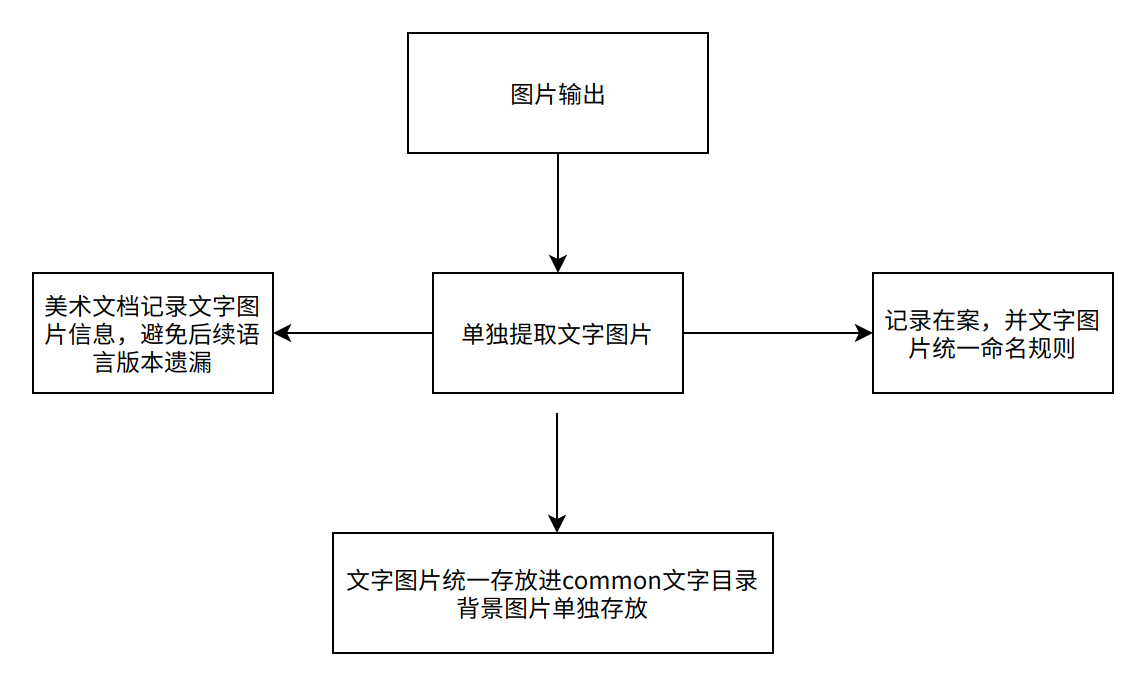 图片输出
美术文档记录文字图
片信息，避免后续语
言版本遗漏
单独提取文字图片
记录在案，并文字图
片统一命名规则
文字图片统一存放进common文字目录
背景图片单独存放